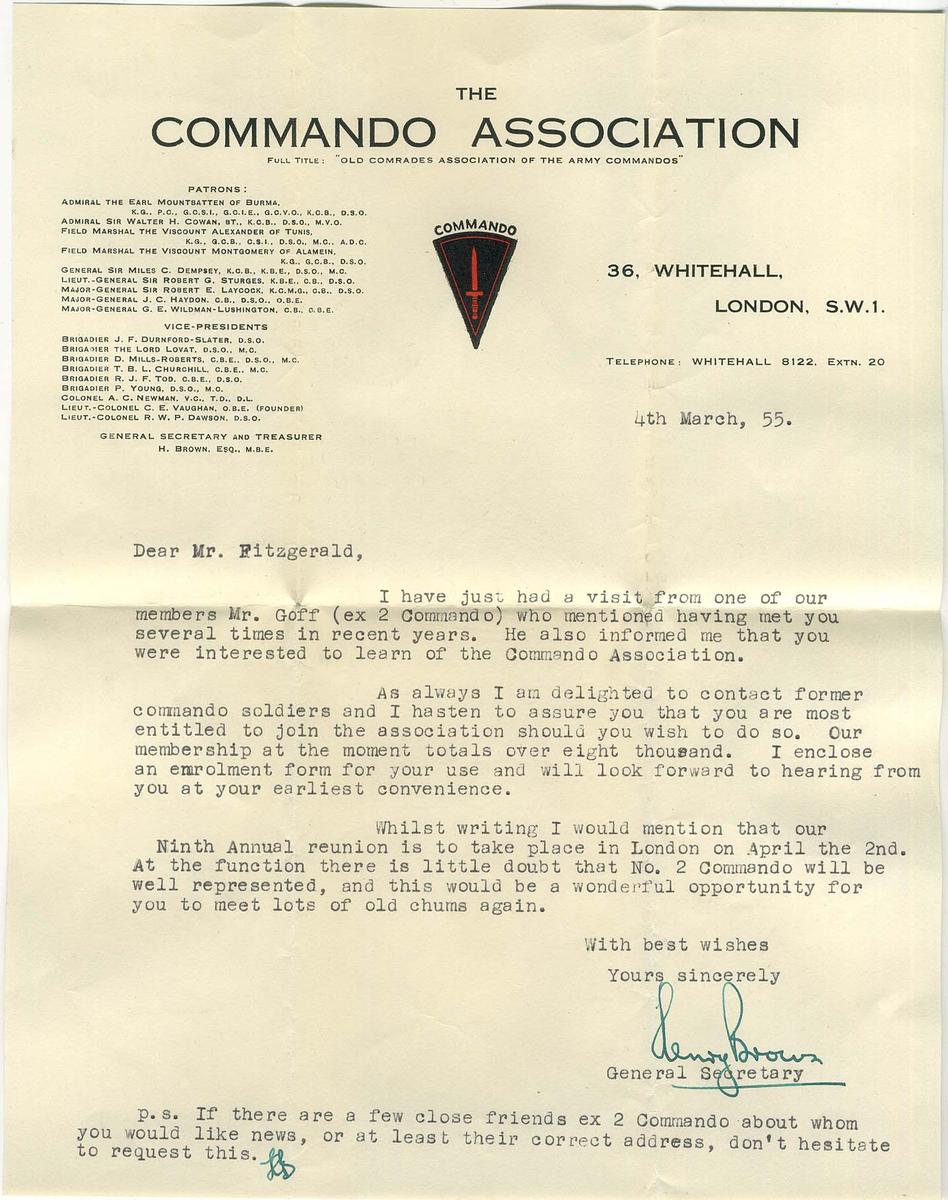 THE
COMMANDO ASSOCIATION
FULL TITLE: "OLD COMRADES ASSOCIATION OF THE ARMY COMMANDOS"
PATRONS:
ADMIRAL THE EARL MOUNTBATTEN OF BURMA,
K.G., P.C., G.C.S.I., G.C.I.E., G.C.V.O., K.C.B., D.S.O.
ADMIRAL SIR WALTER H. COWAN, BT., K.C.B., D.S.O., M.V.O.
FIELD MARSHAL THE VISCOUNT ALEXANDER OF TUNIS,
K.G., G.C.B., C.S.I., D.S.O., M.C., A.D.C.
FIELD MARSHAL THE VISCOUNT MONTGOMERY OF ALAMEIN,
K.G., G.C.B., D.S.O.
GENERAL SIR MILES C. DEMPSEY, K.C.B., K.B.E., D.S.O., M.C.
LIEUT.-GENERAL SIR ROBERT G. STURGES, K.B.E., C.B., D.S.O.
MAJOR-GENERAL SIR ROBERT E. LAYCOCK, K.C.M.G., C.B., D.S.O.
MAJOR-GENERAL J. C. HAYDON, C.B., D.S.O., O.B.E.
MAJOR-GENERAL G. E. WILDMAN-LUSHINGTON, C.B., C.B.E.
VICE-PRESIDENTS
BRIGADIER J. F. DURNFORD-SLATER, D.S.O.
BRIGADIER THE LORD LOVAT, D.S.O., M.C.
BRIGADIER D. MILLS-ROBERTS, C.B.E., D.S.O., M.C.
BRIGADIER T. B. L. CHURCHILL, C.B.E., M.C.
BRIGADIER R. J. F. TOD, C.B.E., D.S.O.
BRIGADIER P. YOUNG, D.S.O., M.C.
COLONEL A. C. NEWMAN, V.C., T.D., D.L.
LIEUT.-COLONEL C. E. VAUGHAN, O.B.E. (FOUNDER)
LIEUT.-COLONEL R. W. P. DAWSON, D.S.O.
GENERAL SECRETARY AND TREASURER
H. BROWN, ESQ., M.B.E.
COMMANDO
36, WHITEHALL,
LONDON, S.W.1.
TELEPHONE: WHITEHALL 8122. EXTN. 20
4th March, 55.
Dear Mr. Fitzgerald,
I have just had a visit from one of our
members Mr. Goff (ex 2 Commando) who mentioned having met you
several times in recent years. He also informed me that you
were interested to learn of the Commando Association.
As always I am delighted to contact former
commando soldiers and I hasten to assure you that you are most
entitled to join the association should you wish to do so. Our
membership at the moment totals over eight thousand. I enclose
an enrolment form for your use and will look forward to hearing from
you at your earliest convenience.
Whilst writing I would mention that our
Ninth Annual reunion is to take place in London on April the 2nd.
At the function there is little doubt that No. 2 Commando will be
well represented, and this would be a wonderful opportunity for
you to meet lots of old chums again.
With best wishes
Yours sincerely
Henry Brown
General Secretary
p.s. If there are a few close friends ex 2 Commando about whom
you would like news, or at least their correct address, don't hesitate
to request this.